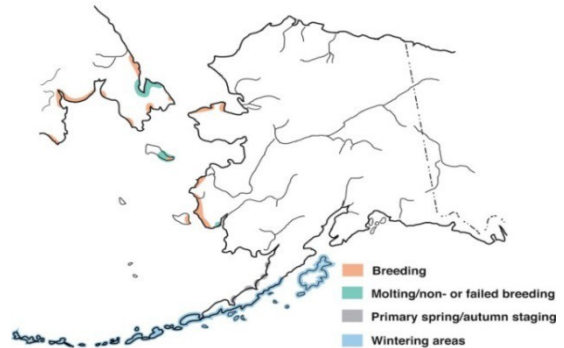 Breeding
Molting/non- or failed breeding
Primary spring/autumn staging
Wintering areas